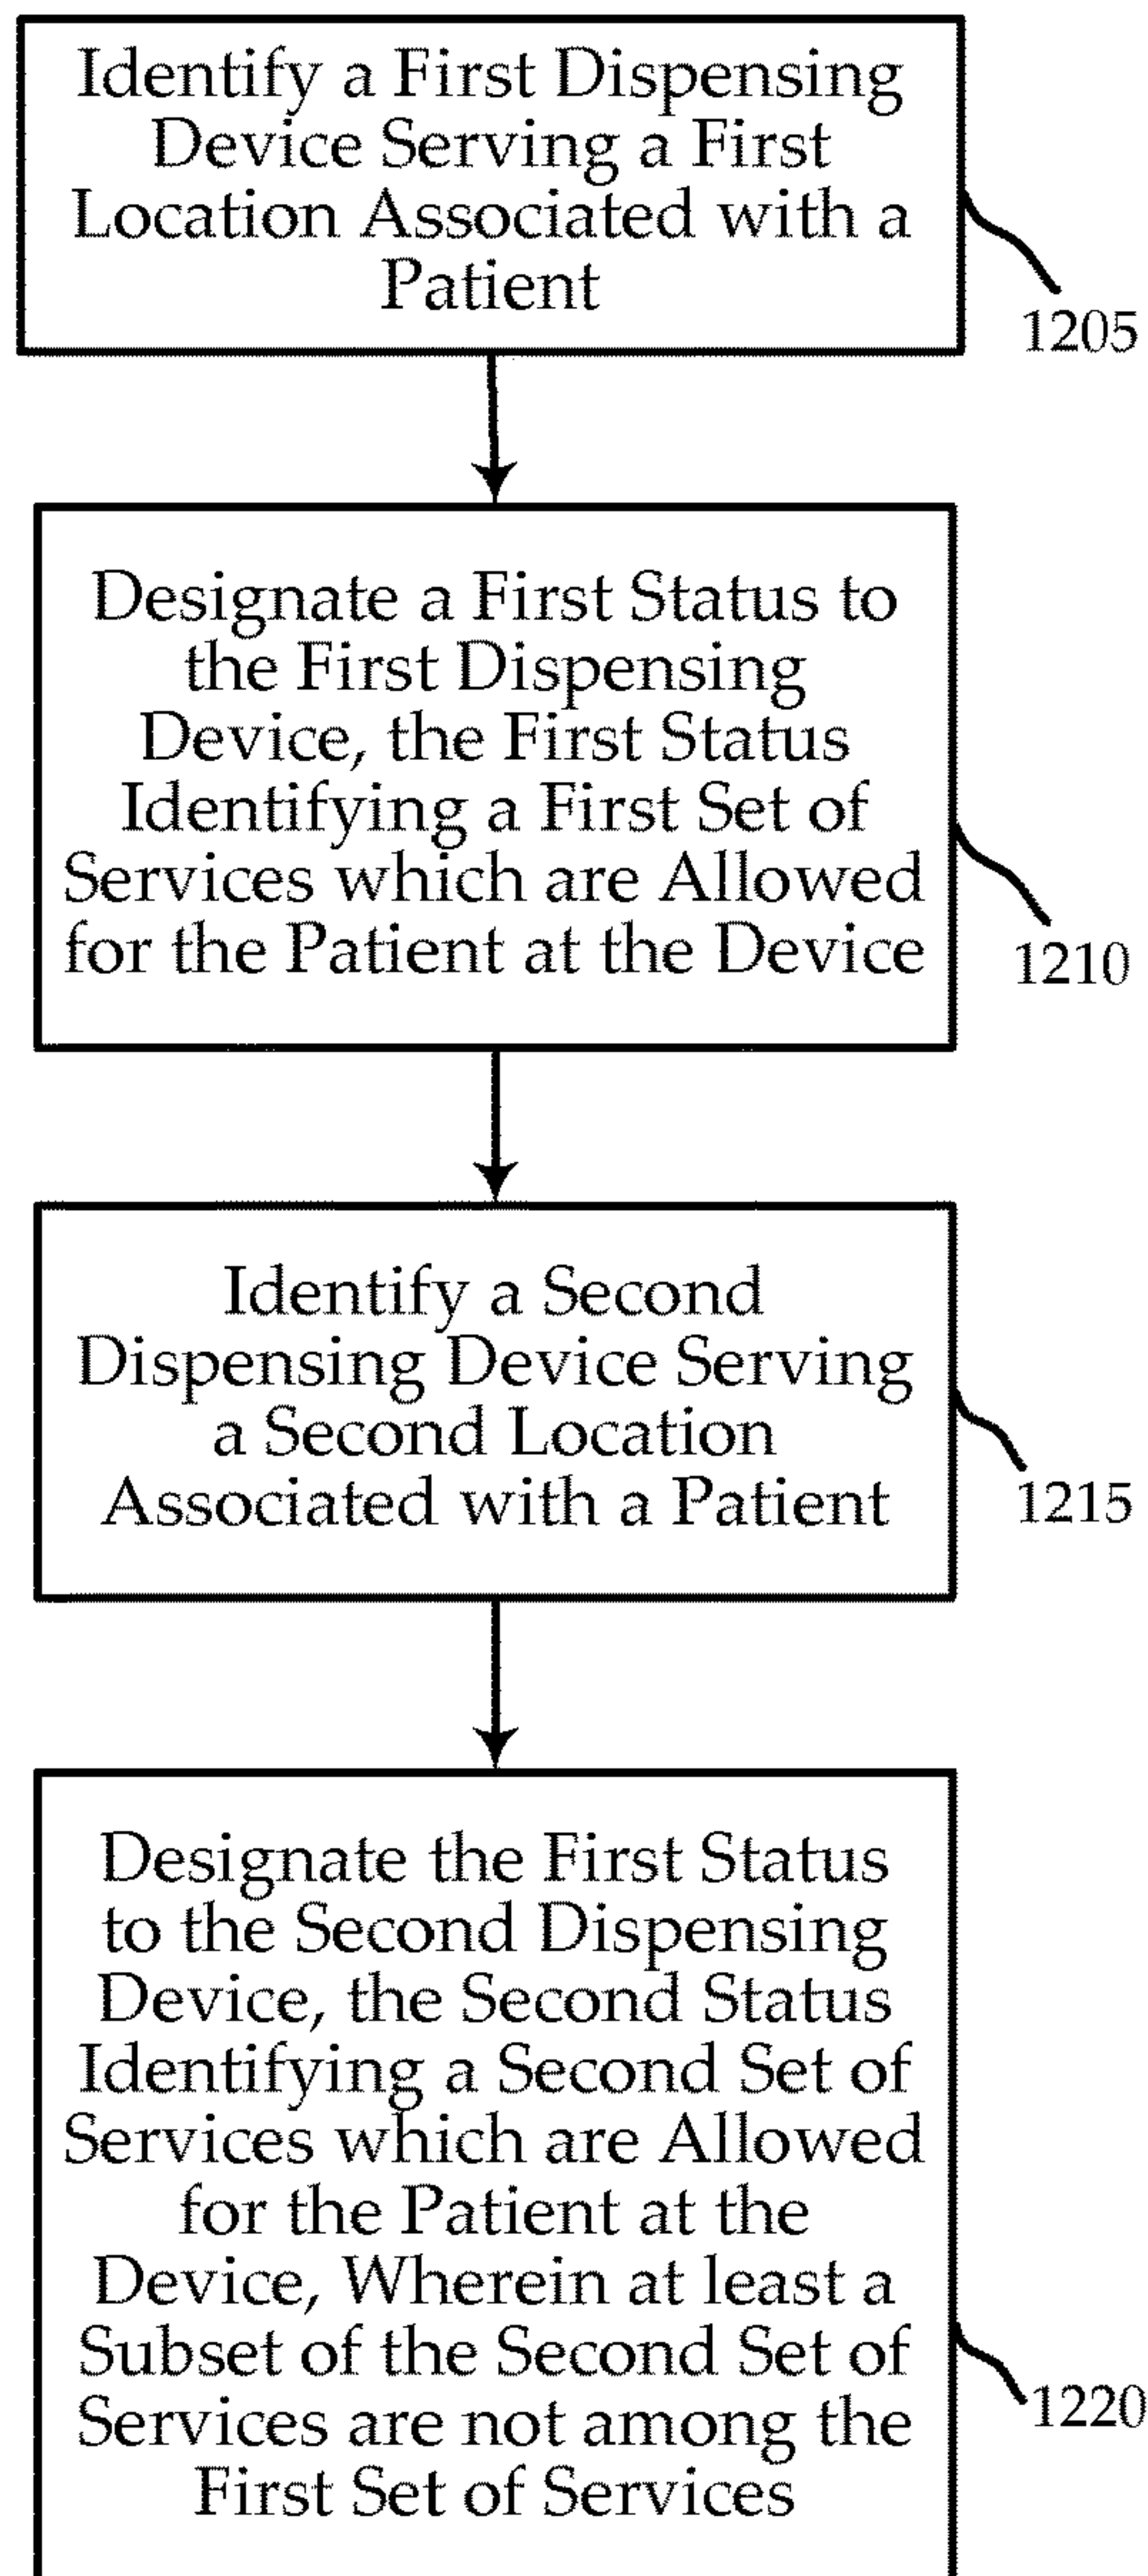 Identify a First Dispensing
Device Serving a First
Location Associated with a
Patient
1205
Designate a First Status to
the First Dispensing
Device, the First Status
Identifying a First Set of
Services which are Allowed
for the Patient at the Device
1210
Identify a Second
Dispensing Device Serving
a Second Location
Associated with a Patient
1215
Designate the First Status
to the Second Dispensing
Device, the Second Status
Identifying a Second Set of
Services which are Allowed
for the Patient at the
Device, Wherein at least a
Subset of the Second Set of
Services are not among the
First Set of Services
1220